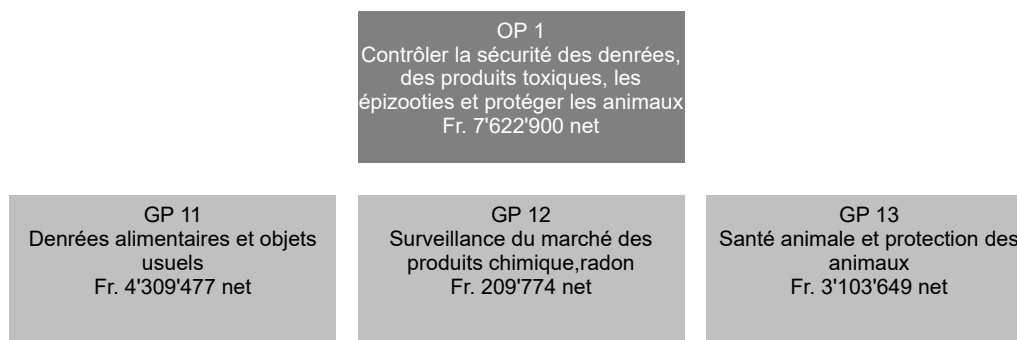 OP 1
Contrôler la sécurité des denrées,
des produits toxiques, les
épizooties et protéger les animaux
Fr. 7'622'900 net
GP 11
Denrées alimentaires et objets
usuels
Fr. 4'309'477 net
GP 12
Surveillance du marché des
produits chimique,radon
Fr. 209'774 net
GP 13
Santé animale et protection des
animaux
Fr. 3'103'649 net